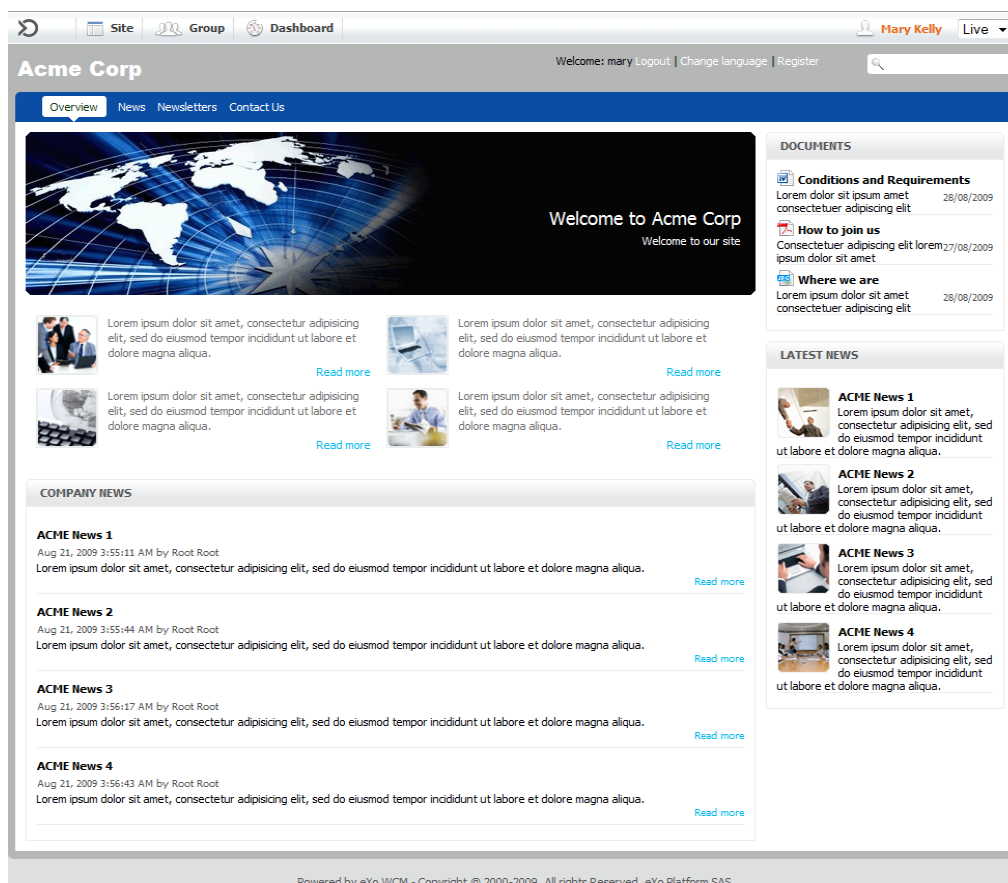 Site Group Dashboard Mary Kelly Live
Acme Corp
Welcome: mary Logout | Change language | Register
Overview News Newsletters Contact Us
Welcome to Acme Corp
Welcome to our site
Lorem ipsum dolor sit amet, consectetur adipisicing
elit, sed do eiusmod tempor incididunt ut labore et
dolore magna aliqua.
Read more
Lorem ipsum dolor sit amet, consectetur adipisicing
elit, sed do eiusmod tempor incididunt ut labore et
dolore magna aliqua.
Read more
Lorem ipsum dolor sit amet, consectetur adipisicing
elit, sed do eiusmod tempor incididunt ut labore et
dolore magna aliqua.
Read more
Lorem ipsum dolor sit amet, consectetur adipisicing
elit, sed do eiusmod tempor incididunt ut labore et
dolore magna aliqua.
Read more
COMPANY NEWS
ACME News 1
Aug 21, 2009 3:55:11 AM by Root Root
Lorem ipsum dolor sit amet, consectetur adipisicing elit, sed do eiusmod tempor incididunt ut labore et dolore magna aliqua.
Read more
ACME News 2
Aug 21, 2009 3:55:44 AM by Root Root
Lorem ipsum dolor sit amet, consectetur adipisicing elit, sed do eiusmod tempor incididunt ut labore et dolore magna aliqua.
Read more
ACME News 3
Aug 21, 2009 3:56:17 AM by Root Root
Lorem ipsum dolor sit amet, consectetur adipisicing elit, sed do eiusmod tempor incididunt ut labore et dolore magna aliqua.
Read more
ACME News 4
Aug 21, 2009 3:56:43 AM by Root Root
Lorem ipsum dolor sit amet, consectetur adipisicing elit, sed do eiusmod tempor incididunt ut labore et dolore magna aliqua.
Read more
DOCUMENTS
Conditions and Requirements
Lorem dolor sit ipsum amet 28/08/2009
consectetuer adipiscing elit
How to join us
Consectetuer adipiscing elit lorem 27/08/2009
ipsum dolor sit amet
Where we are
Lorem ipsum dolor sit amet 28/08/2009
consectetuer adipiscing elit
LATEST NEWS
ACME News 1
Lorem ipsum dolor sit amet,
consectetur adipisicing elit, sed
do eiusmod tempor incididunt
ut labore et dolore magna aliqua.
ACME News 2
Lorem ipsum dolor sit amet,
consectetur adipisicing elit, sed
do eiusmod tempor incididunt
ut labore et dolore magna aliqua.
ACME News 3
Lorem ipsum dolor sit amet,
consectetur adipisicing elit, sed
do eiusmod tempor incididunt
ut labore et dolore magna aliqua.
ACME News 4
Lorem ipsum dolor sit amet,
consectetur adipisicing elit, sed
do eiusmod tempor incididunt
ut labore et dolore magna aliqua.
Powered by eXo WCM - Copyright © 2000-2009. All rights Reserved, eXo Platform SAS